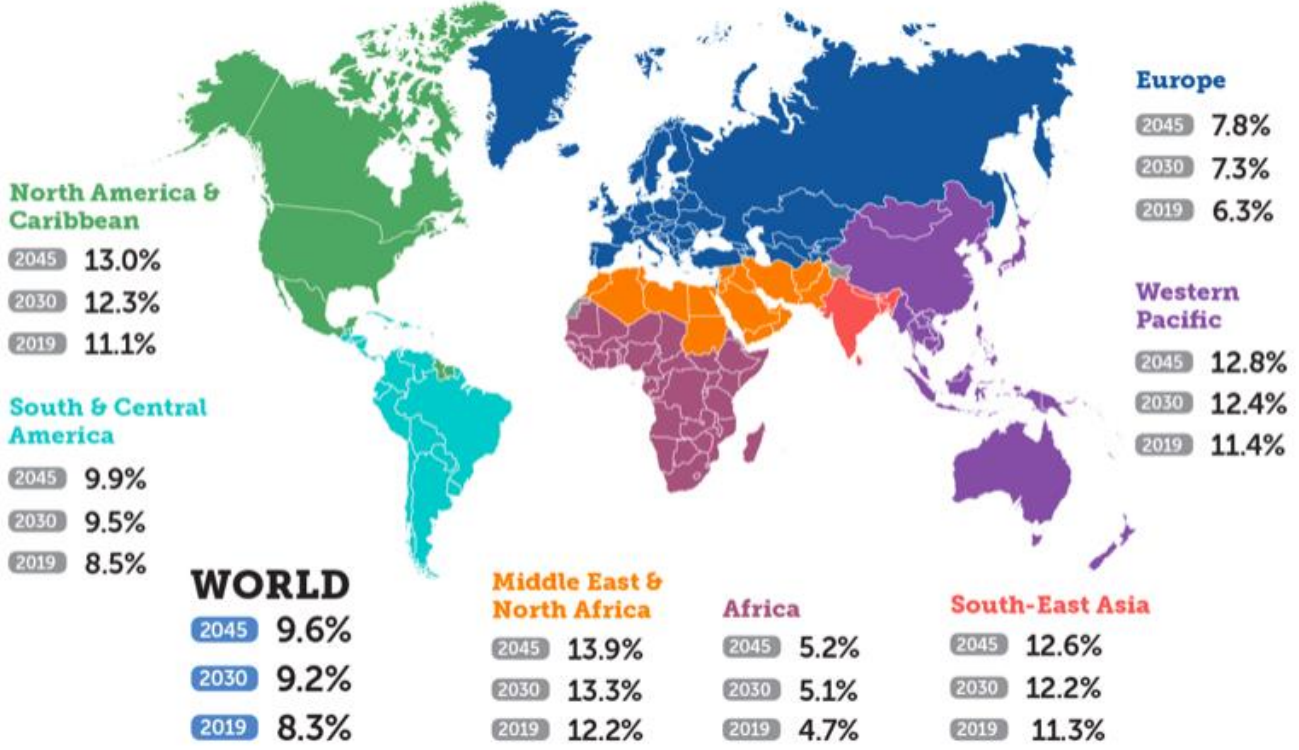 Europe
2045 7.8%
2030 7.3%
2019 6.3%
North America &
Caribbean
2045 13.0%
2030 12.3%
2019 11.1%
Western
Pacific
2045 12.8%
2030 12.4%
2019 11.4%
South & Central
America
2045 9.9%
2030 9.5%
2019 8.5%
WORLD
2045 9.6%
2030 9.2%
2019 8.3%
Middle East &
North Africa
2045 13.9%
2030 13.3%
2019 12.2%
Africa
2045 5.2%
2030 5.1%
2019 4.7%
South-East Asia
2045 12.6%
2030 12.2%
2019 11.3%